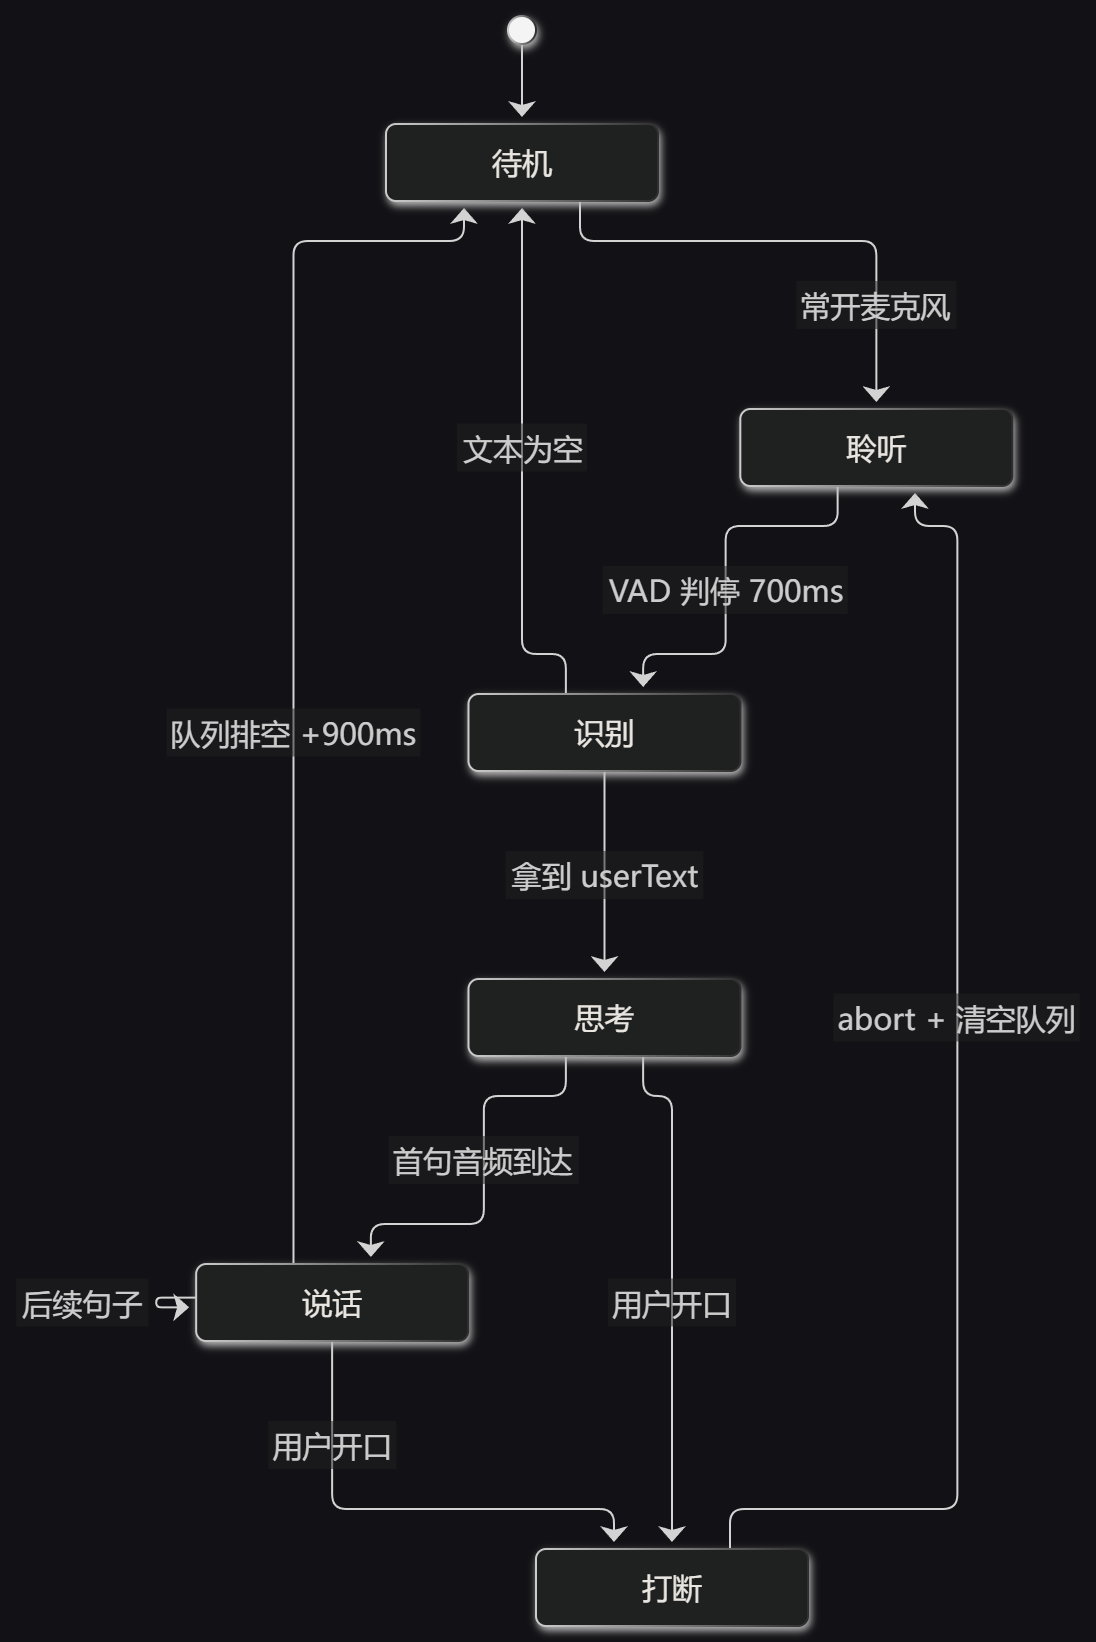 待机
常开麦克风
聆听
文本为空
VAD 判停 700ms
识别
队列排空 +900ms
拿到 userText
思考
abort + 清空队列
首句音频到达
说话
后续句子
用户开口
用户开口
打断